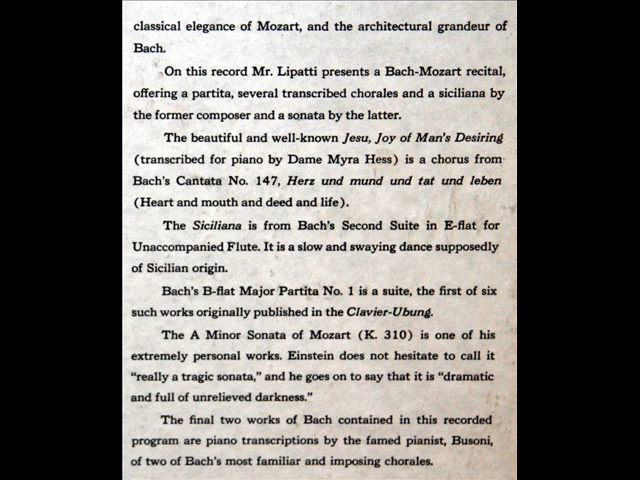 classical elegance of Mozart, and the architectural grandeur of
Bach.
On this record Mr. Lipatti presents a Bach-Mozart recital,
offering a partita, several transcribed chorales and a siciliana by
the former composer and a sonata by the latter.
The beautiful and well-known Jesu, Joy of Man's Desiring
(transcribed for piano by Dame Myra Hess) is a chorus from
Bach's Cantata No. 147, Herz und mund und tat und leben
(Heart and mouth and deed and life).
The Siciliana is from Bach's Second Suite in E-flat for
Unaccompanied Flute. It is a slow and swaying dance supposedly
of Sicilian origin.
Bach's B-flat Major Partita No. 1 is a suite, the first of six
such works originally published in the Clavier-Ubung.
The A Minor Sonata of Mozart (K. 310) is one of his
extremely personal works. Einstein does not hesitate to call it
“really a tragic sonata,” and he goes on to say that it is “dramatic
and full of unrelieved darkness.”
The final two works of Bach contained in this recorded
program are piano transcriptions by the famed pianist, Busoni,
of two of Bach's most familiar and imposing chorales.